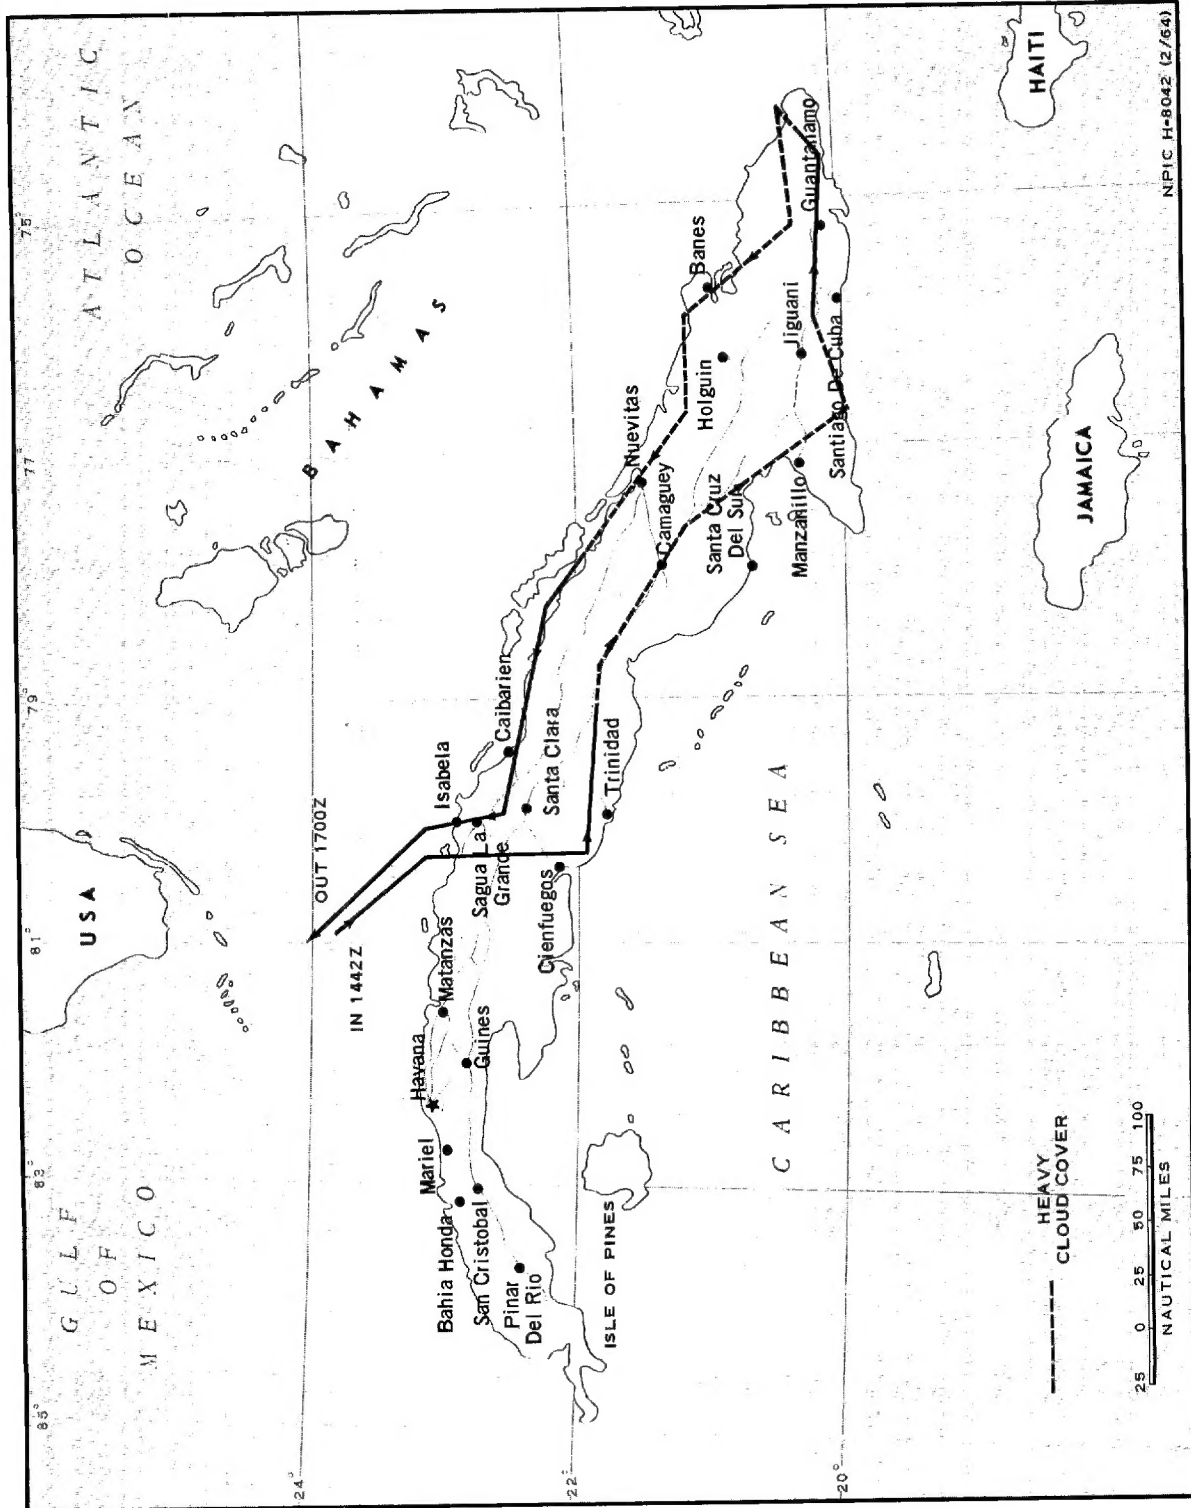 85°
83°
81°
79
77
75°
GULF
OF
MEXICO
USA
ATLANTIC
OCEAN
BAHAMAS
24°
OUT 1700Z
IN 1442Z
Havana
Mariel
Matanzas
Bahia Honda
San Cristobal
Guines
Pinar
Del Rio
Isabela
Sagua La
Grande
Caibarien
Santa Clara
Cienfuegos
Trinidad
Nuevitas
Camaguey
Santa Cruz
Del Sur
Holguin
Banes
Manzanillo
Jiguani
Santiago De Cuba
Guantanamo
22°
ISLE OF PINES
CARIBBEAN SEA
20°
JAMAICA
HAITI
HEAVY
CLOUD COVER
25 0 25 50 75 100
NAUTICAL MILES
NPIC H-8042 (2/64)